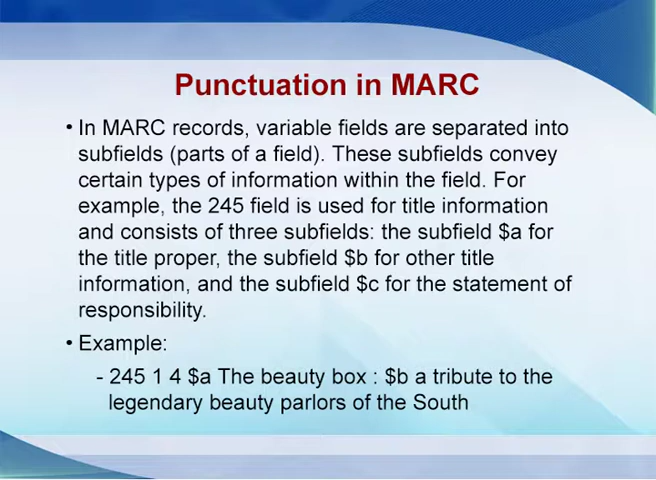 Punctuation in MARC
• In MARC records, variable fields are separated into
subfields (parts of a field). These subfields convey
certain types of information within the field. For
example, the 245 field is used for title information
and consists of three subfields: the subfield $a for
the title proper, the subfield $b for other title
information, and the subfield $c for the statement of
responsibility.
• Example:
- 245 1 4 $a The beauty box : $b a tribute to the
legendary beauty parlors of the South